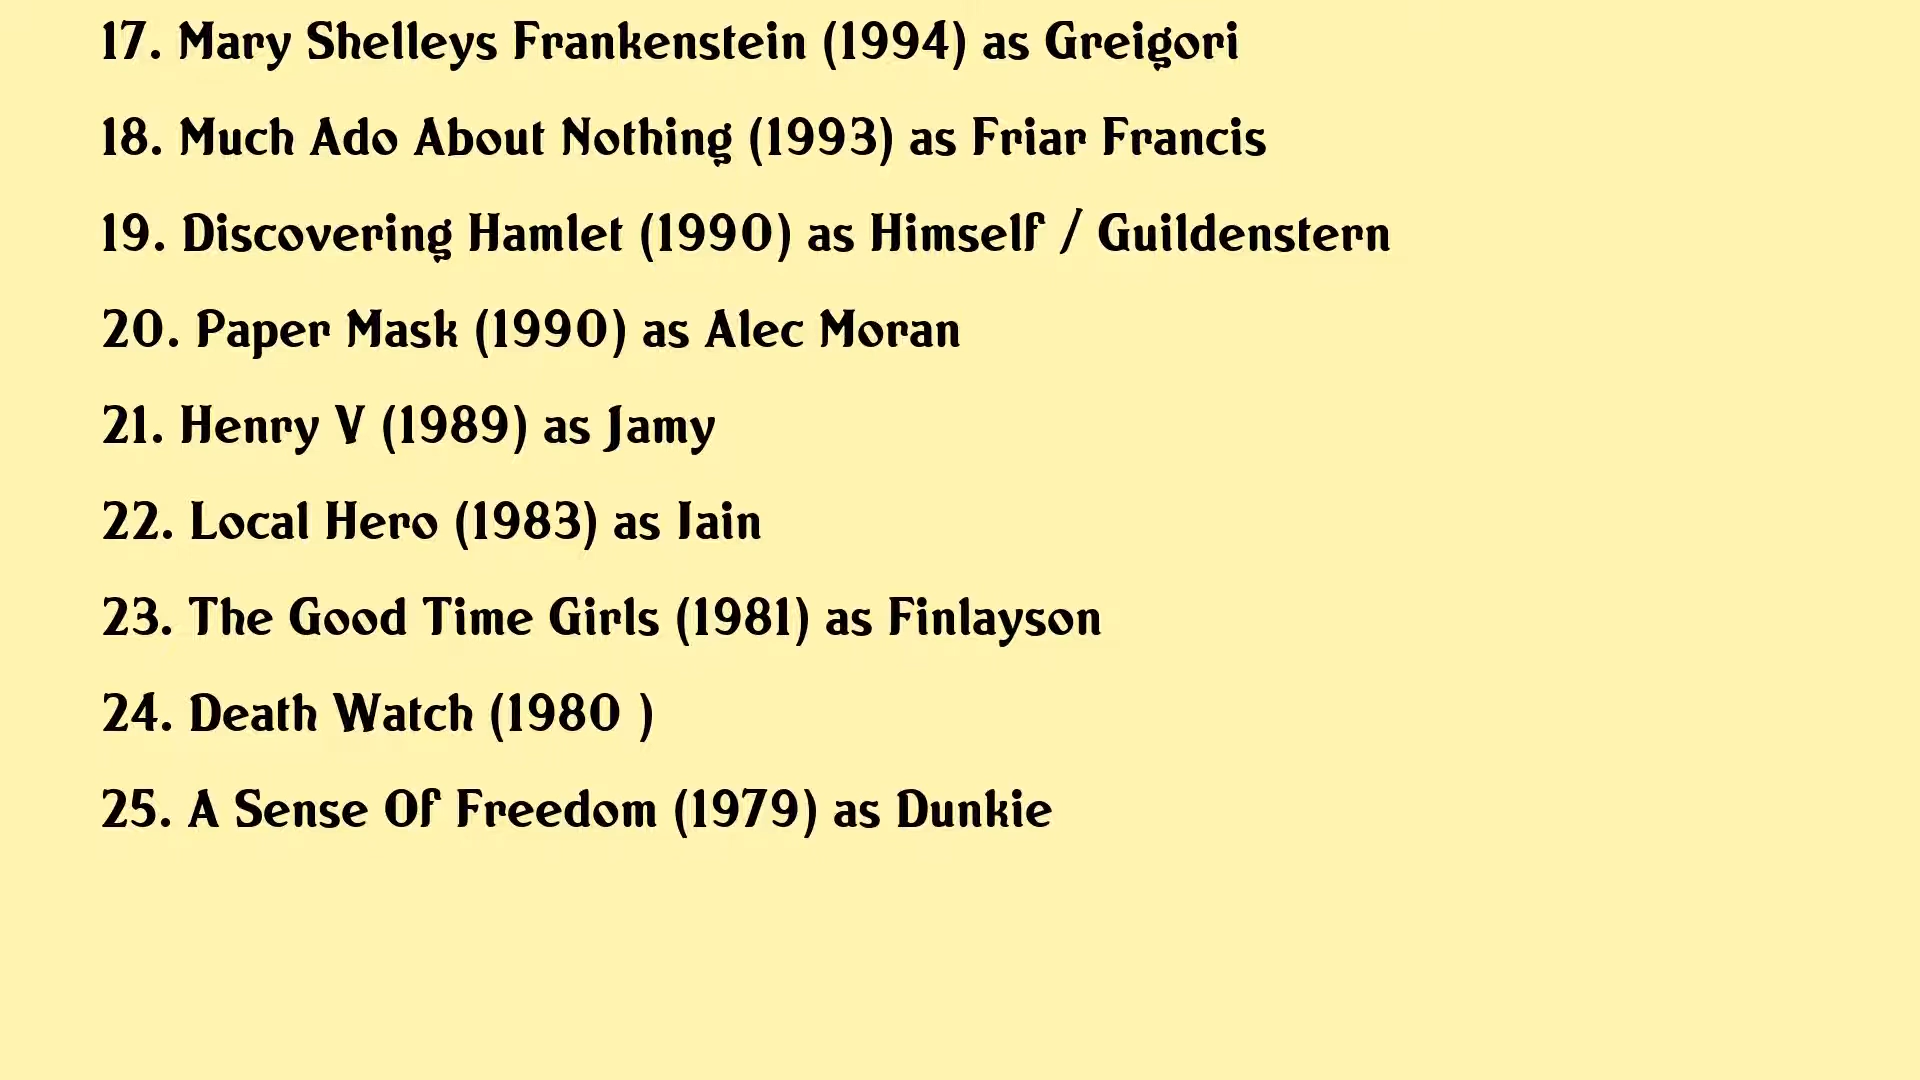 17. Mary Shelleys Frankenstein (1994) as Greigori
18. Much Ado About Nothing (1993) as Friar Francis
19. Discovering Hamlet (1990) as Himself / Guildenstern
20. Paper Mask (1990) as Alec Moran
21. Henry V (1989) as Jamy
22. Local Hero (1983) as Iain
23. The Good Time Girls (1981) as Finlayson
24. Death Watch (1980 )
25. A Sense Of Freedom (1979) as Dunkie